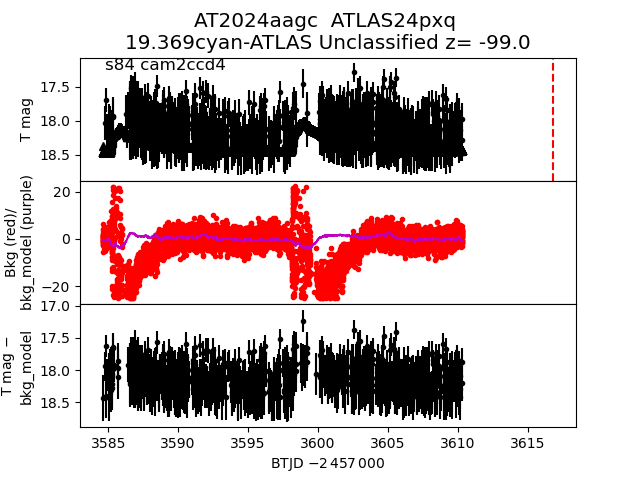 AT2024aagc  ATLAS24pxq
19.369cyan-ATLAS Unclassified z= -99.0
s84 cam2ccd4
T mag
17.5
18.0
18.5
Bkg (red)/
bkg_model (purple)
20
0
−20
T mag −
bkg_model
17.0
17.5
18.0
18.5
3585 3590 3595 3600 3605 3610 3615
BTJD −2 457 000